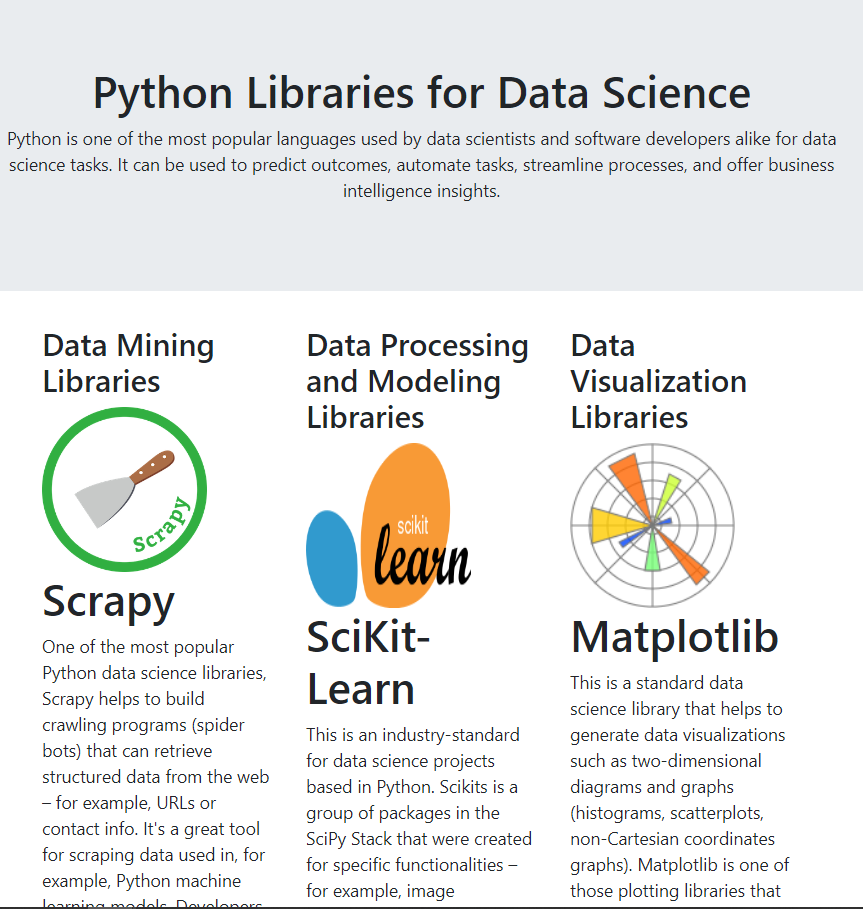 Python Libraries for Data Science
Python is one of the most popular languages used by data scientists and software developers alike for data
science tasks. It can be used to predict outcomes, automate tasks, streamline processes, and offer business
intelligence insights.
Data Mining
Libraries
Scrapy
Scrapy
One of the most popular
Python data science libraries,
Scrapy helps to build
crawling programs (spider
bots) that can retrieve
structured data from the web
– for example, URLs or
contact info. It's a great tool
for scraping data used in, for
example, Python machine
learning models. Developers
Data Processing
and Modeling
Libraries
scikit
learn
SciKit-
Learn
This is an industry-standard
for data science projects
based in Python. Scikits is a
group of packages in the
SciPy Stack that were created
for specific functionalities –
for example, image
Data
Visualization
Libraries
Matplotlib
This is a standard data
science library that helps to
generate data visualizations
such as two-dimensional
diagrams and graphs
(histograms, scatterplots,
non-Cartesian coordinates
graphs). Matplotlib is one of
those plotting libraries that